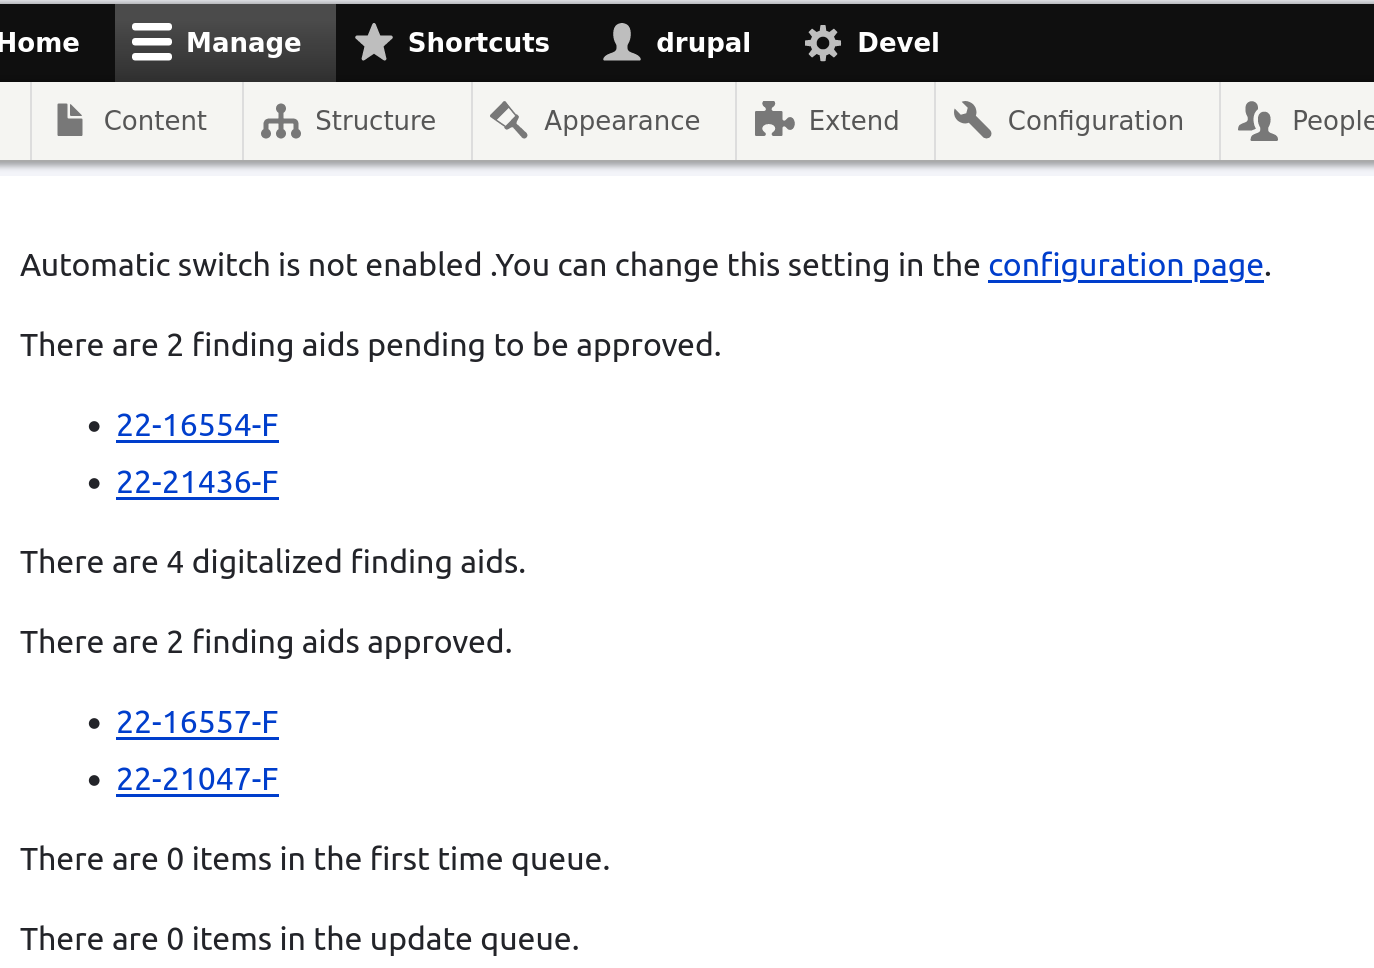 Home Manage Shortcuts drupal Devel
Content Structure Appearance Extend Configuration People
Automatic switch is not enabled .You can change this setting in the configuration page.
There are 2 finding aids pending to be approved.
22-16554-F
22-21436-F
There are 4 digitalized finding aids.
There are 2 finding aids approved.
22-16557-F
22-21047-F
There are 0 items in the first time queue.
There are 0 items in the update queue.